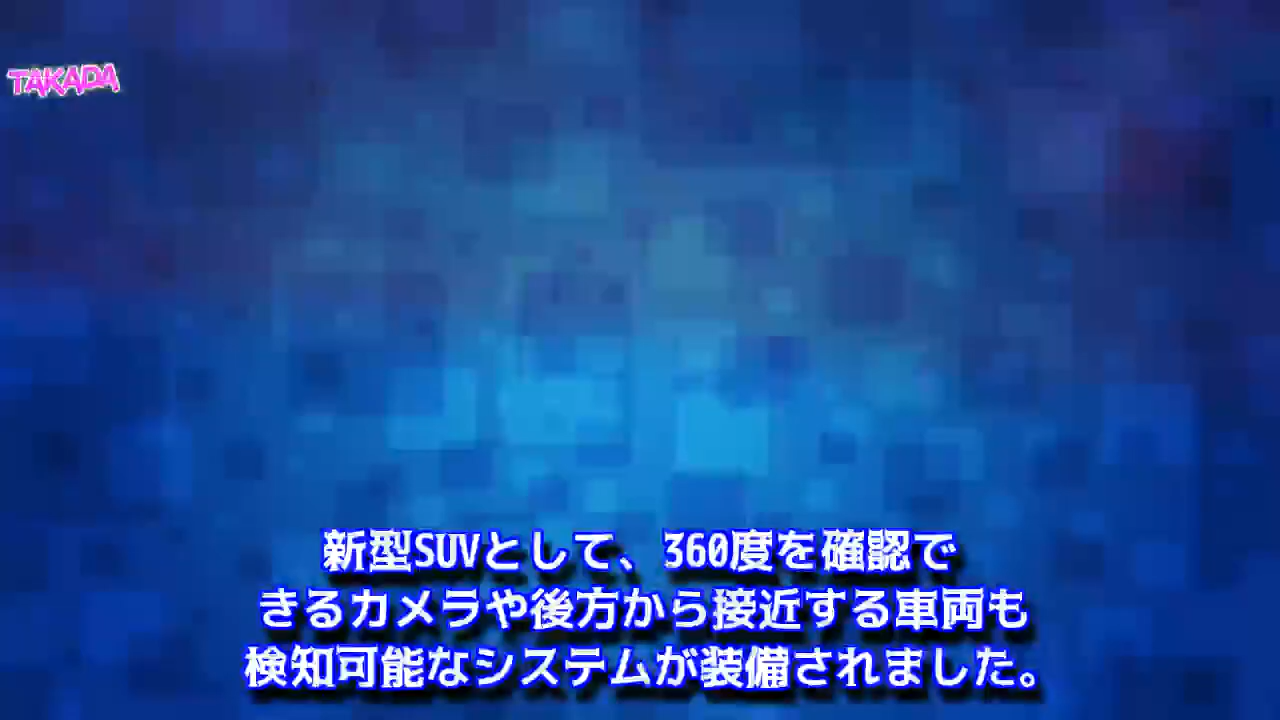 TAKADA
新型SUVとして、360度を確認で
きるカメラや後方から接近する車両も
検知可能なシステムが装備されました。